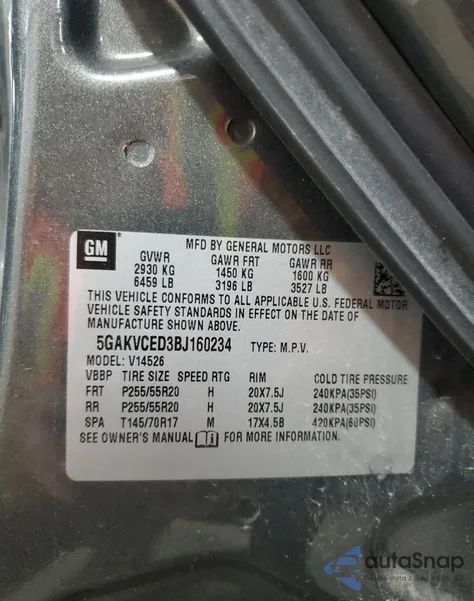 GM
MFD BY GENERAL MOTORS LLC
GVWR GAWR FRT GAWR RR
2930 KG 1450 KG 1600 KG
6459 LB 3196 LB 3527 LB
THIS VEHICLE CONFORMS TO ALL APPLICABLE U.S. FEDERAL MOTOR
VEHICLE SAFETY STANDARDS IN EFFECT ON THE DATE OF
MANUFACTURE SHOWN ABOVE.
5GAKVCED3BJ160234 TYPE: M.P.V.
MODEL: V14526
VBBP TIRE SIZE SPEED RTG RIM COLD TIRE PRESSURE
FRT P255/55R20 H 20X7.5J 240KPA(35PSI)
RR P255/55R20 H 20X7.5J 240KPA(35PSI)
SPA T145/70R17 M 17X4.5B 420KPA(60PSI)
SEE OWNER'S MANUAL FOR MORE INFORMATION.
autaSnap